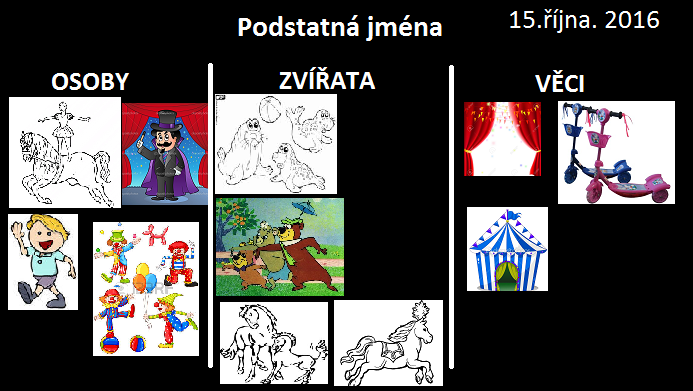 Podstatná jména
15.října. 2016
OSOBY
ZVÍŘATA
VĚCI